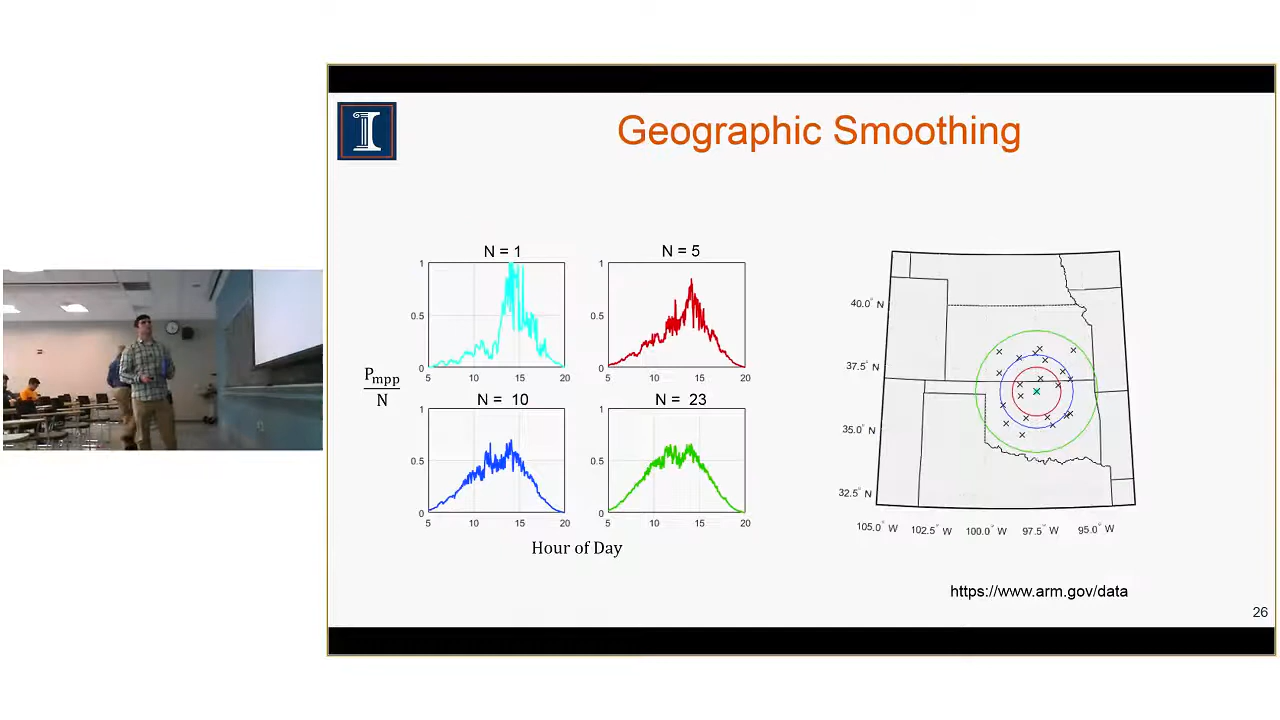 I
Geographic Smoothing
N = 1
N = 5
1
0.5
0
5 10 15 20
1
0.5
0
5 10 15 20
P_mpp
N
N = 10
N = 23
1
0.5
0
5 10 15 20
1
0.5
0
5 10 15 20
Hour of Day
40.0° N
37.5° N
35.0° N
32.5° N
105.0° W 102.5° W 100.0° W 97.5° W 95.0° W
https://www.arm.gov/data
26